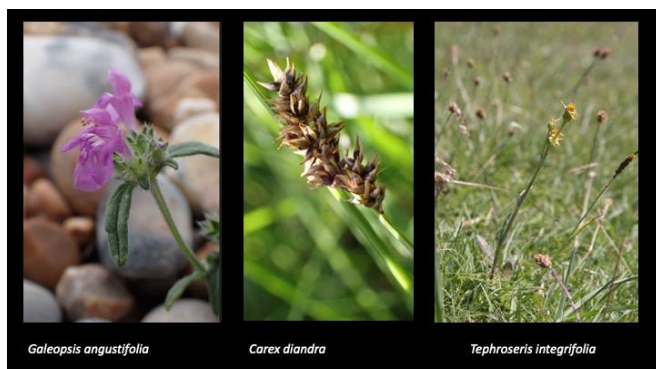 Galeopsis angustifolia
Carex diandra
Tephroseris integrifolia